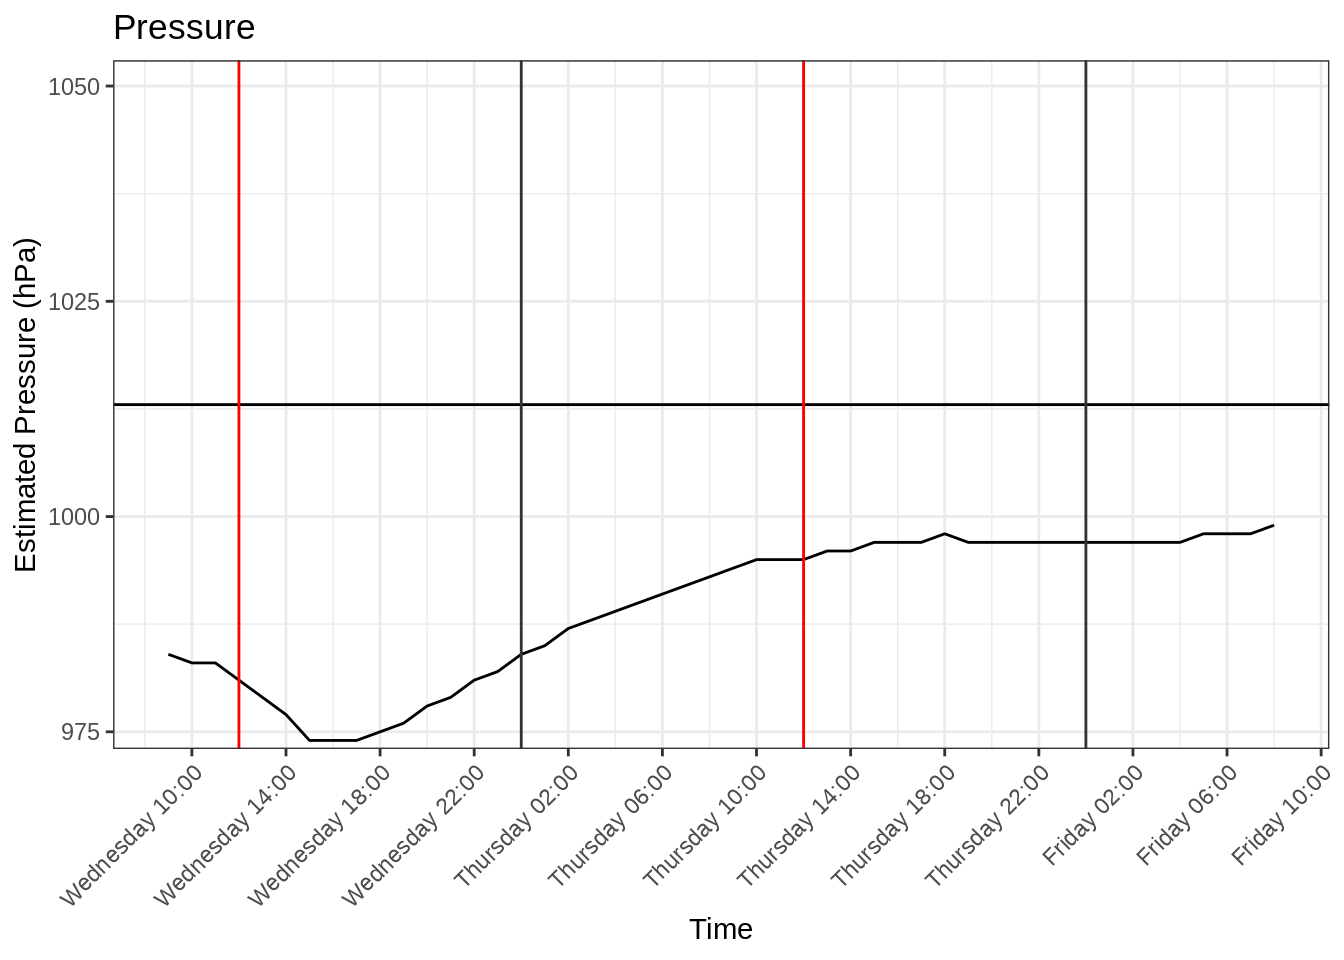 Pressure
Estimated Pressure (hPa)
1050
1025
1000
975
Wednesday 10:00
Wednesday 14:00
Wednesday 18:00
Wednesday 22:00
Thursday 02:00
Thursday 06:00
Thursday 10:00
Thursday 14:00
Thursday 18:00
Thursday 22:00
Friday 02:00
Friday 06:00
Friday 10:00
Time